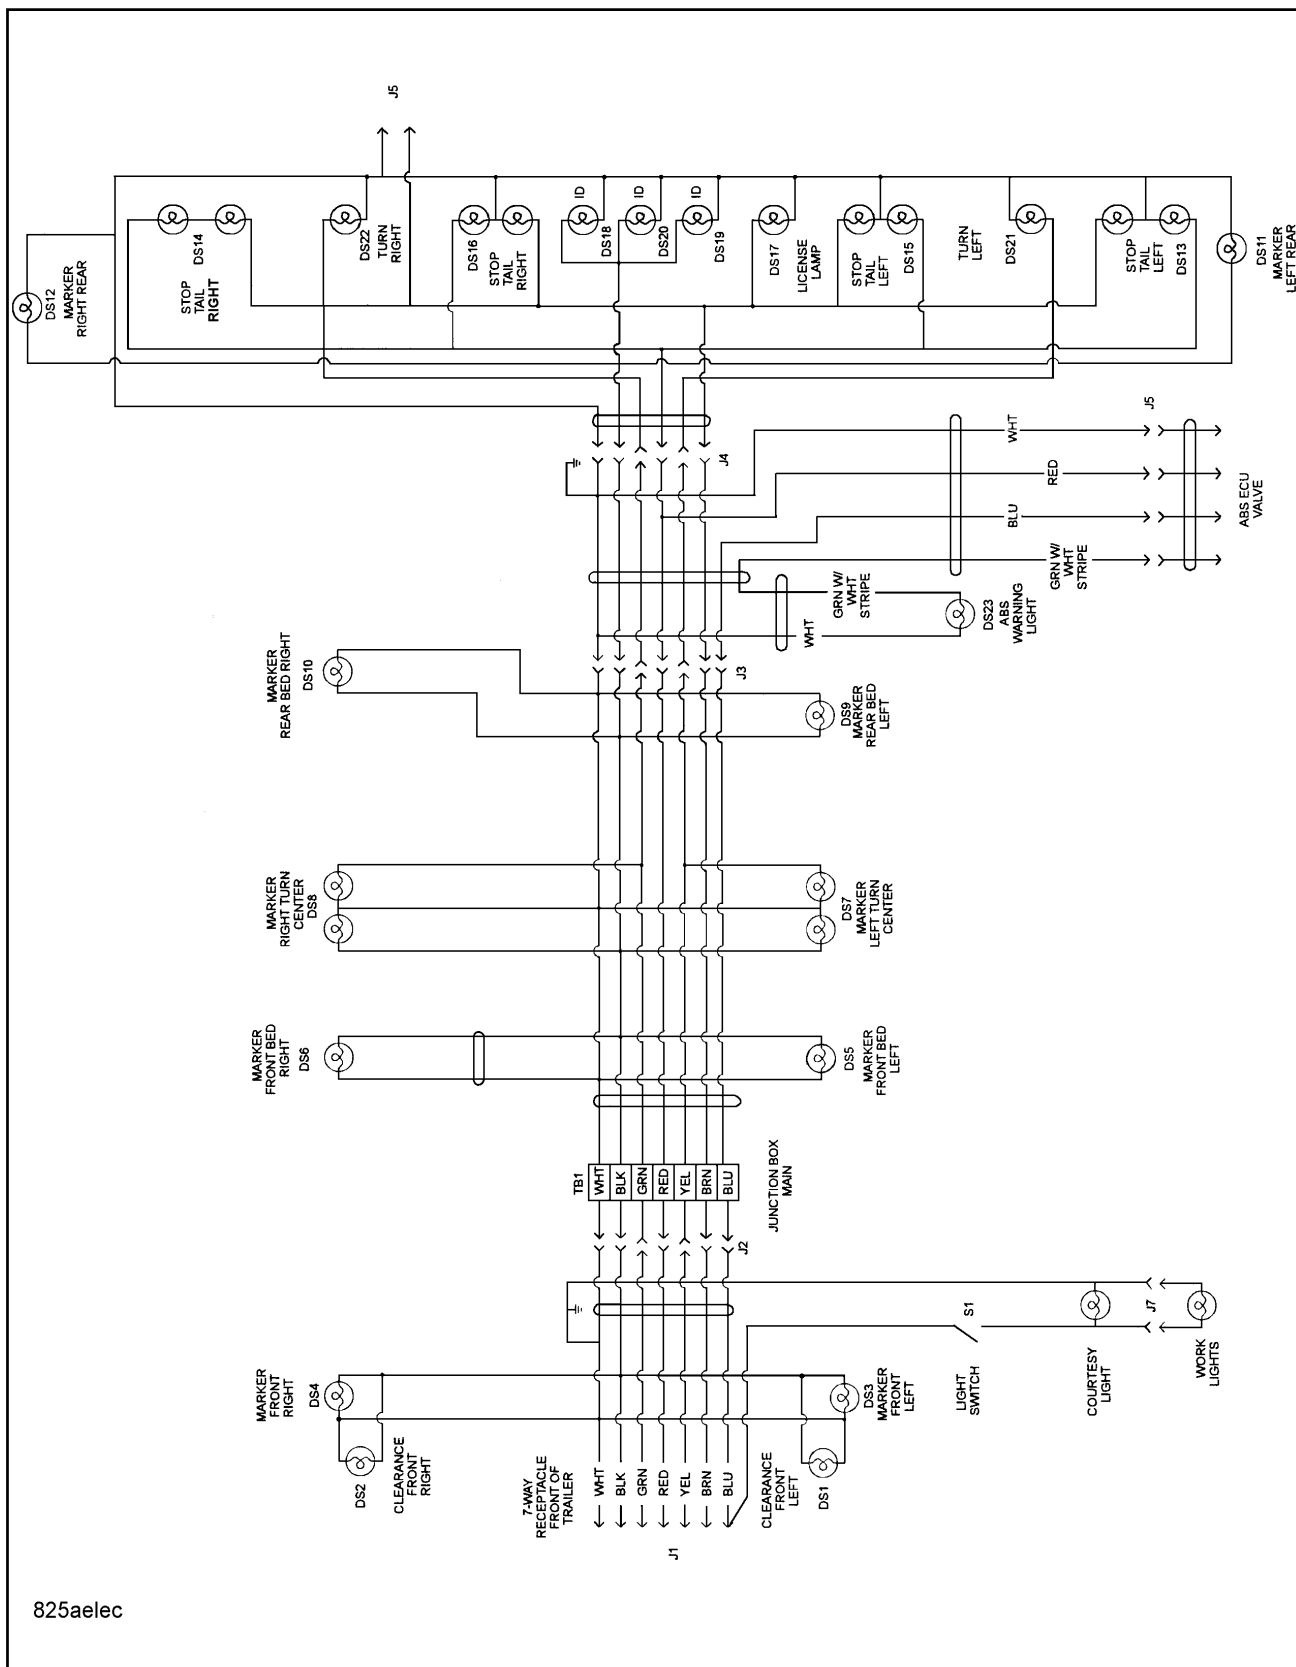 J5
DS12
MARKER
RIGHT REAR
DS14
STOP
TAIL
RIGHT
DS22
TURN
RIGHT
DS16
STOP
TAIL
RIGHT
ID
DS18
ID
DS20
ID
DS19
DS17
LICENSE
LAMP
STOP
TAIL
LEFT
DS15
TURN
LEFT
DS21
STOP
TAIL
LEFT
DS13
DS11
MARKER
LEFT REAR
J4
WHT
RED
BLU
GRN W/
WHT
STRIPE
J5
ABS ECU
VALVE
GRN W/
WHT
STRIPE
WHT
DS23
ABS
WARNING
LIGHT
J3
MARKER
REAR BED RIGHT
DS10
DS9
MARKER
REAR BED
LEFT
MARKER
RIGHT TURN
CENTER
DS8
DS7
MARKER
LEFT TURN
CENTER
MARKER
FRONT BED
RIGHT
DS6
DS5
MARKER
FRONT BED
LEFT
TB1
WHT
BLK
GRN
RED
YEL
BRN
BLU
JUNCTION BOX
MAIN
J2
MARKER
FRONT
RIGHT
DS4
DS2
CLEARANCE
FRONT
RIGHT
7-WAY
RECEPTACLE
FRONT OF
TRAILER
WHT
BLK
GRN
RED
YEL
BRN
BLU
J1
CLEARANCE
FRONT
LEFT
DS1
DS3
MARKER
FRONT
LEFT
LIGHT
SWITCH
S1
COURTESY
LIGHT
J7
WORK
LIGHTS
825aelec